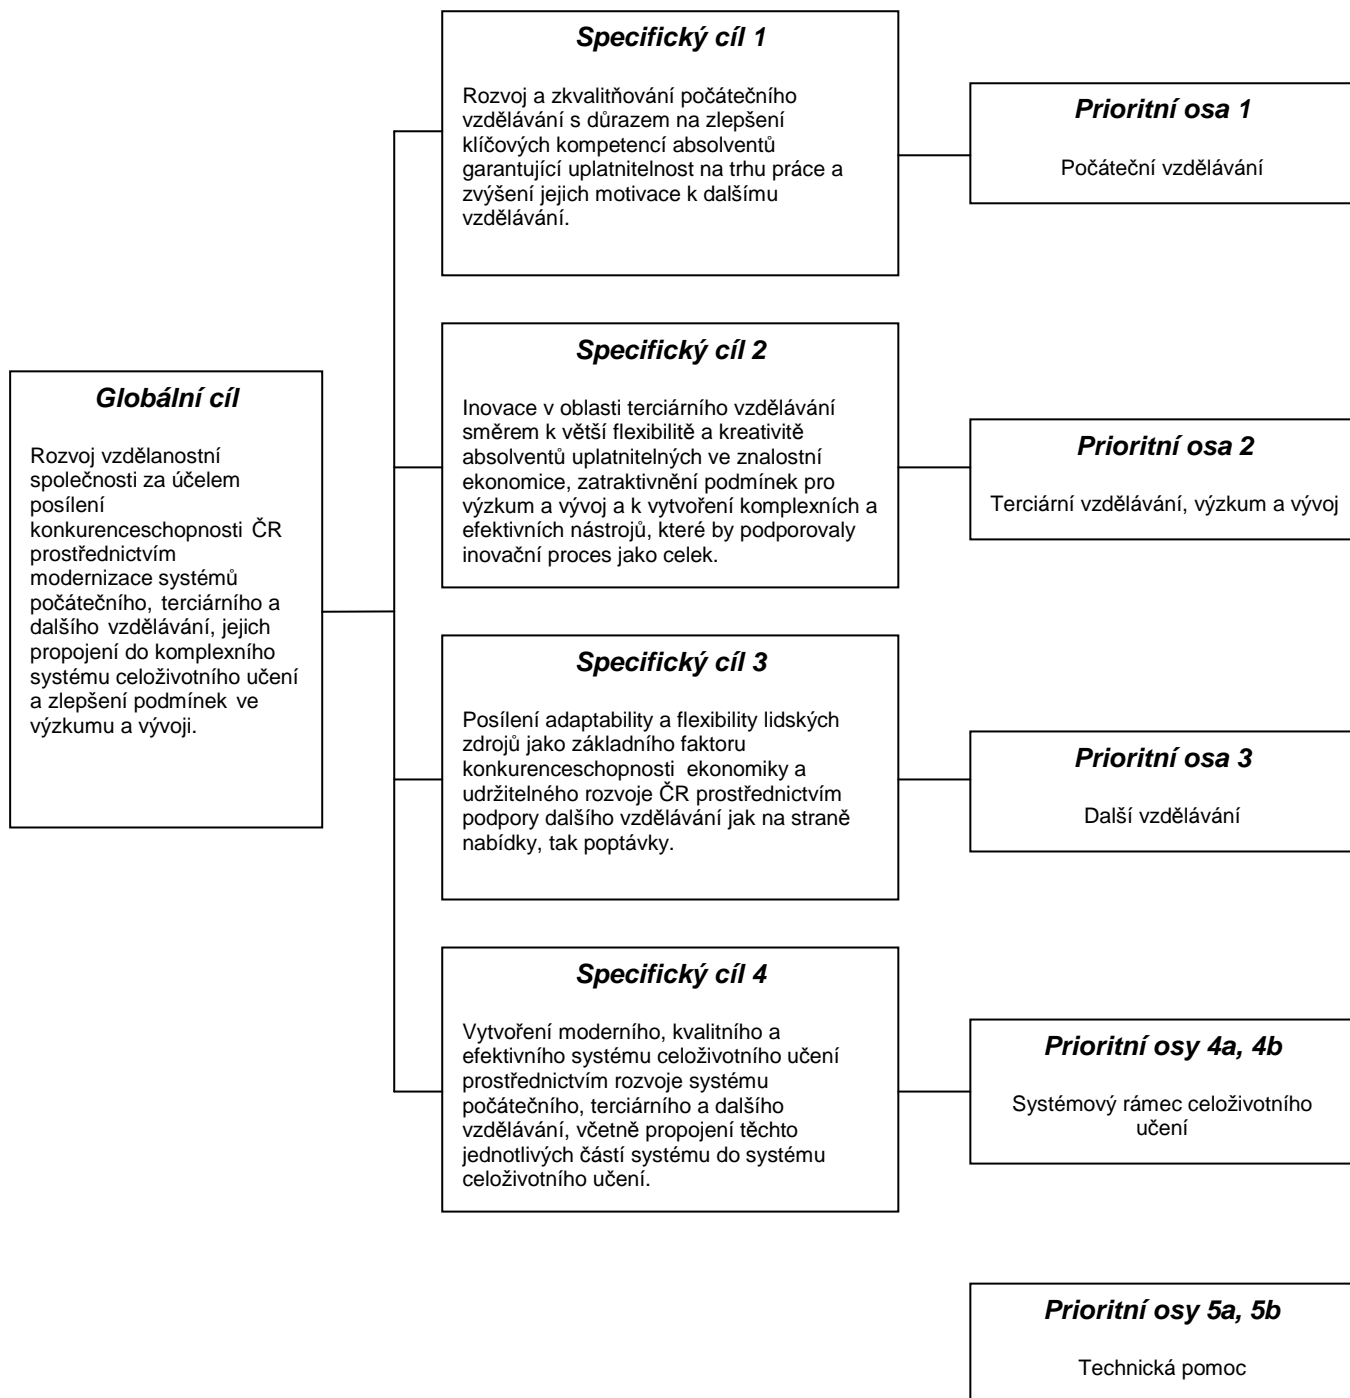 Globální cíl
Rozvoj vzdělanostní
společnosti za účelem
posílení
konkurenceschopnosti ČR
prostřednictvím
modernizace systémů
počátečního, terciárního a
dalšího vzdělávání, jejich
propojení do komplexního
systému celoživotního učení
a zlepšení podmínek ve
výzkumu a vývoji.
Specifický cíl 1
Rozvoj a zkvalitňování počátečního
vzdělávání s důrazem na zlepšení
klíčových kompetencí absolventů
garantující uplatnitelnost na trhu práce a
zvýšení jejich motivace k dalšímu
vzdělávání.
Prioritní osa 1
Počáteční vzdělávání
Specifický cíl 2
Inovace v oblasti terciárního vzdělávání
směrem k větší flexibilitě a kreativitě
absolventů uplatnitelných ve znalostní
ekonomice, zatraktivnění podmínek pro
výzkum a vývoj a k vytvoření komplexních a
efektivních nástrojů, které by podporovaly
inovační proces jako celek.
Prioritní osa 2
Terciární vzdělávání, výzkum a vývoj
Specifický cíl 3
Posílení adaptability a flexibility lidských
zdrojů jako základního faktoru
konkurenceschopnosti ekonomiky a
udržitelného rozvoje ČR prostřednictvím
podpory dalšího vzdělávání jak na straně
nabídky, tak poptávky.
Prioritní osa 3
Další vzdělávání
Specifický cíl 4
Vytvoření moderního, kvalitního a
efektivního systému celoživotního učení
prostřednictvím rozvoje systému
počátečního, terciárního a dalšího
vzdělávání, včetně propojení těchto
jednotlivých částí systému do systému
celoživotního učení.
Prioritní osy 4a, 4b
Systémový rámec celoživotního
učení
Prioritní osy 5a, 5b
Technická pomoc